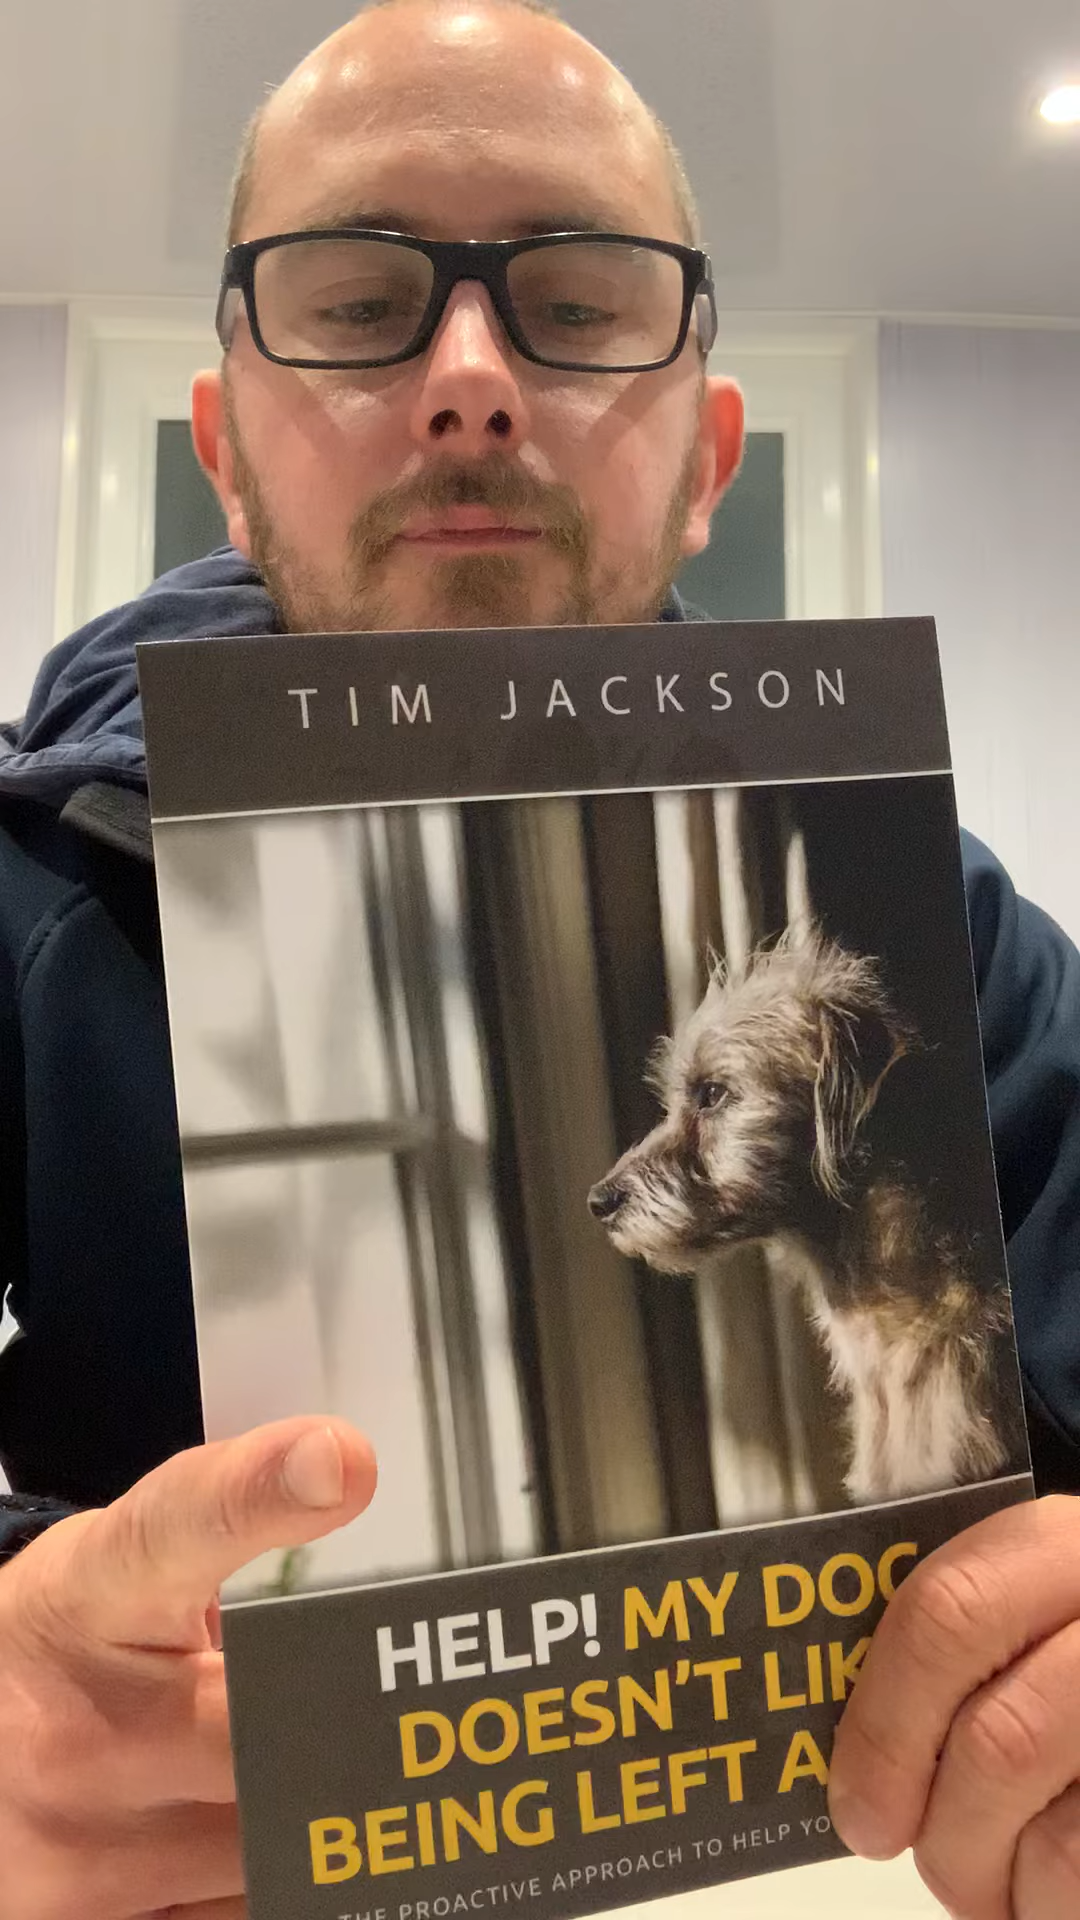 TIM JACKSON
HELP! MY DOG
DOESN'T LIK
BEING LEFT A
THE PROACTIVE APPROACH TO HELP YO